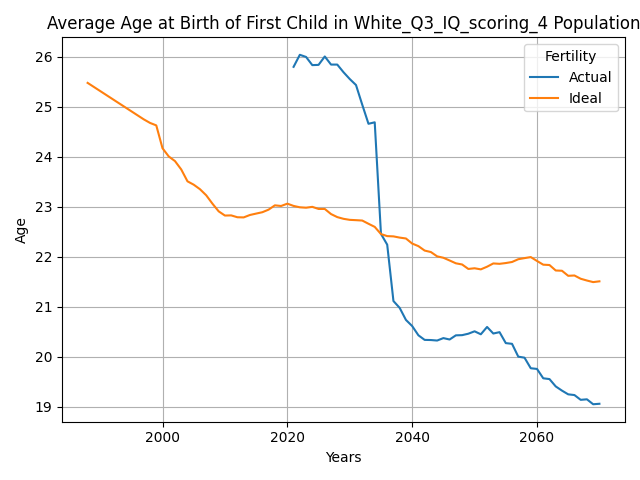 Average Age at Birth of First Child in White_Q3_IQ_scoring_4 Population
Fertility
Actual
Ideal
26
25
24
23
22
21
20
19
Age
2000
2020
2040
2060
Years